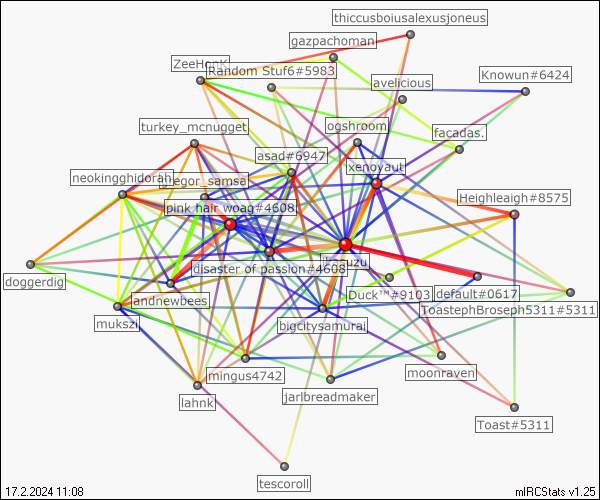 thiccusboiusalexusjoneus
gazpachoman
ZeeHonk
Random Stuf6#5983
avelicious
Knowun#6424
turkey_mcnugget
ogshroom
facadas.
asad#6947
xenoyaut
neokingghidorah
gregor_samsa
pink hair woag#4608
Heighleaigh#8575
disaster of passion#4608
doggerdig
landnewbees
Duck™#9103
default#0617
ToastephBroseph5311#5311
mukszi
bigcitysamurai
mingus4742
moonraven
lahnk
jarlbreadmaker
Toast#5311
tescoroll
17.2.2024 11:08
mIRCStats v1.25